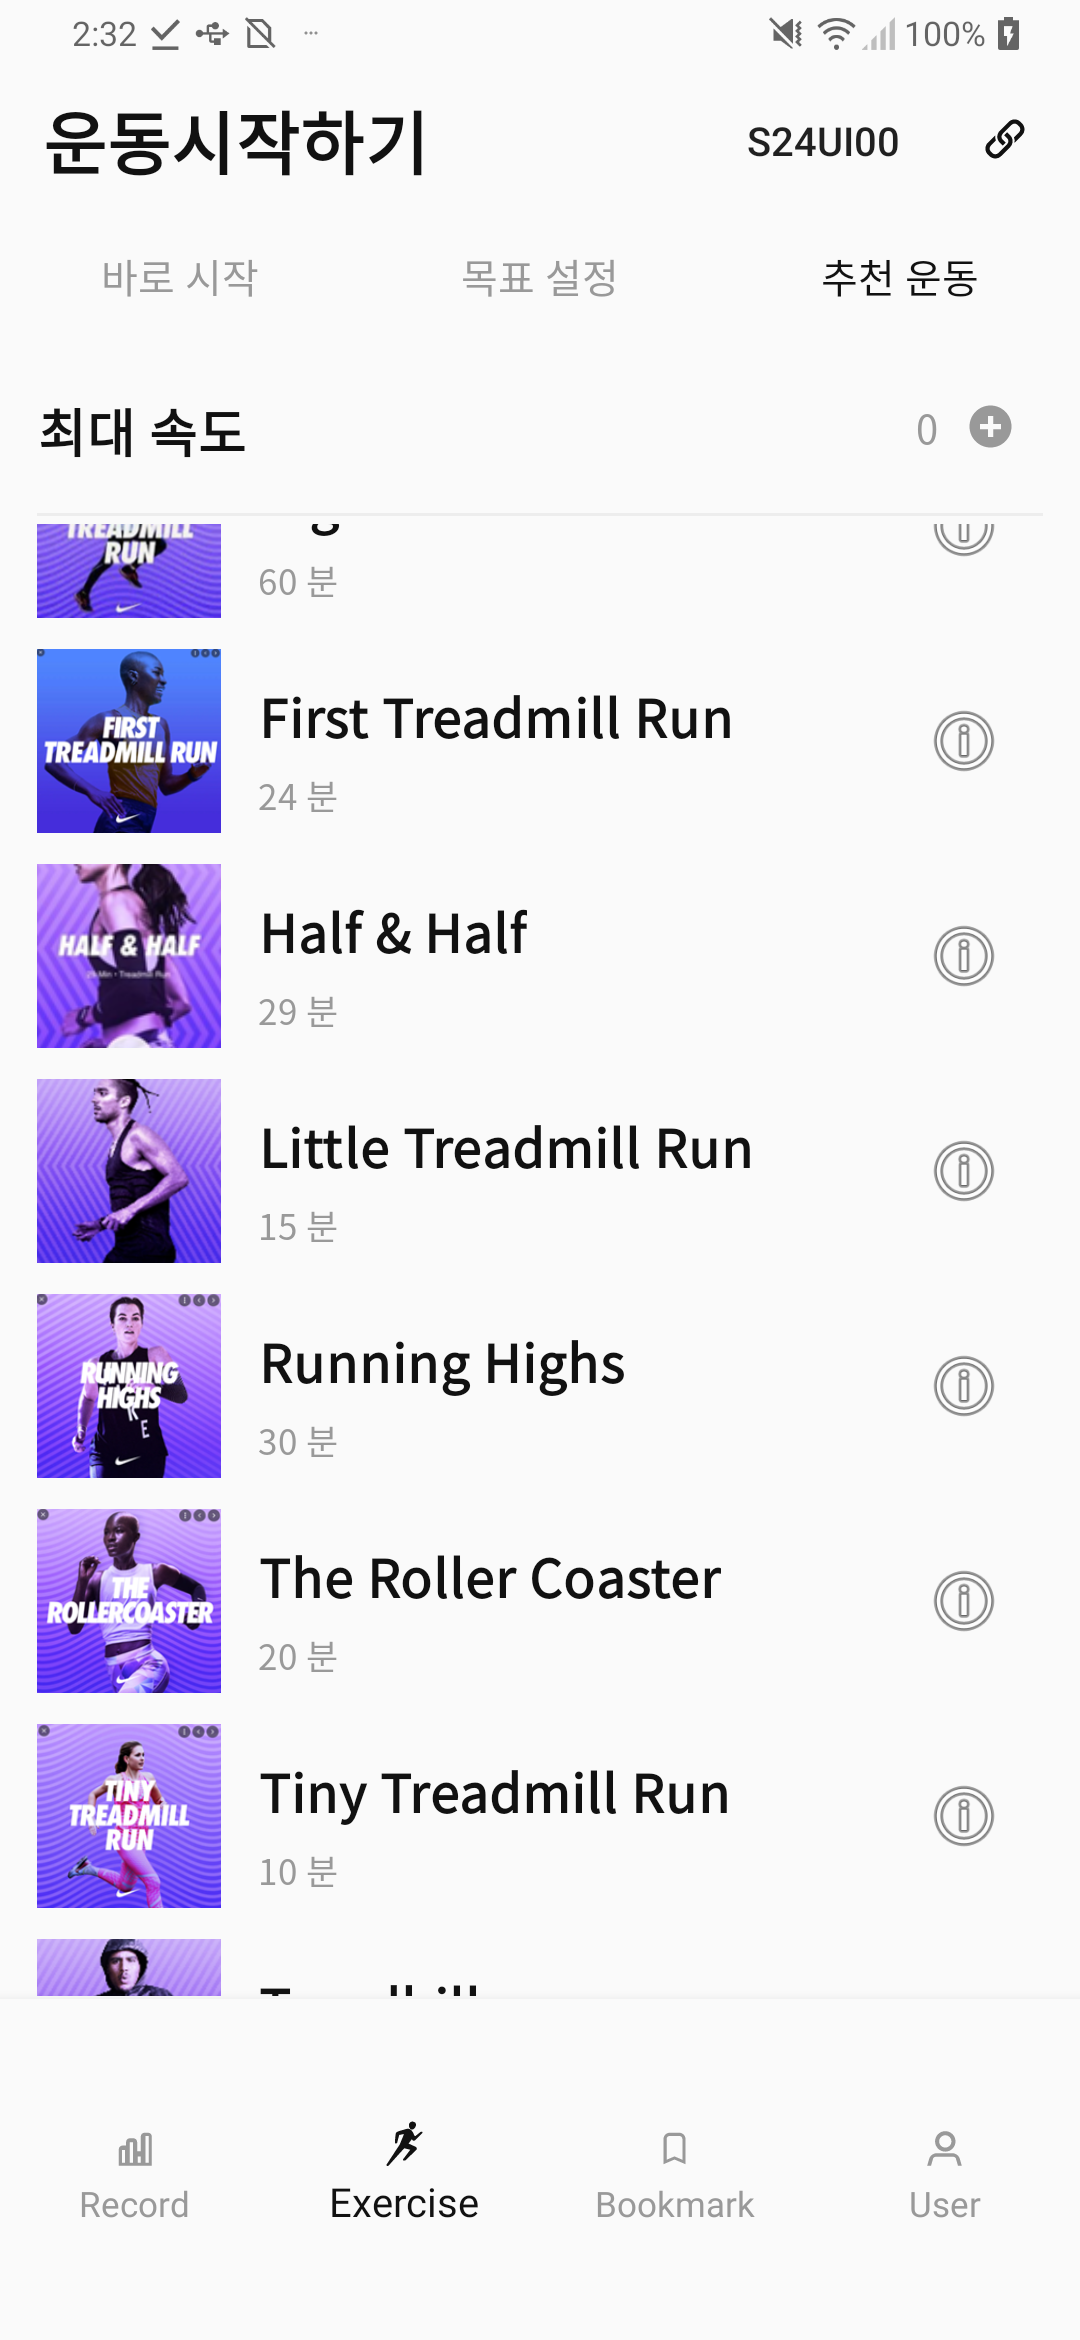 2:32
100%
운동시작하기
S24UI00
바로 시작
목표 설정
추천 운동
최대 속도
0
TREADMILL
RUN
60 분
FIRST
TREADMILL RUN
First Treadmill Run
24 분
HALF & HALF
Half & Half
29 분
Little Treadmill Run
15 분
RUNNING
HIGHS
Running Highs
30 분
THE
ROLLERCOASTER
The Roller Coaster
20 분
TINY
TREADMILL
RUN
Tiny Treadmill Run
10 분
Record
Exercise
Bookmark
User